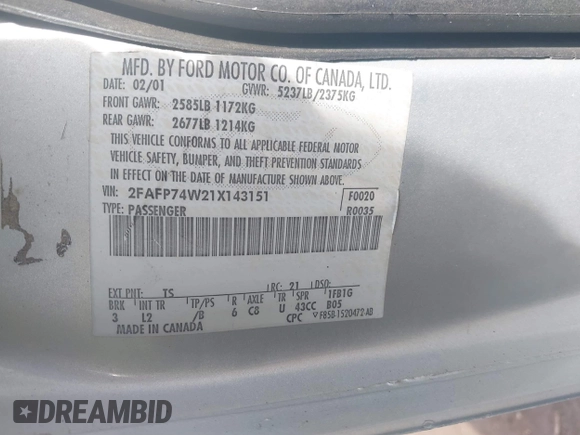 MFD. BY FORD MOTOR CO. OF CANADA, LTD.
DATE: 02/01 GVWR: 5237LB/2375KG
FRONT GAWR: 2585LB 1172KG
REAR GAWR: 2677LB 1214KG
THIS VEHICLE CONFORMS TO ALL APPLICABLE FEDERAL MOTOR
VEHICLE SAFETY, BUMPER, AND THEFT PREVENTION STANDARDS
IN EFFECT ON THE DATE OF MANUFACTURE SHOWN ABOVE.
VIN: 2FAFP74W21X143151 F0020
TYPE: PASSENGER R0035
EXT PNT: TS RC: 21 DSO:
BRK INT TR TP/PS R AXLE TR SPR 1FB1G
3 L2 /B 6 C8 U 43CC B05
MADE IN CANADA CPC F85B-1520472 AB
DREAMBID